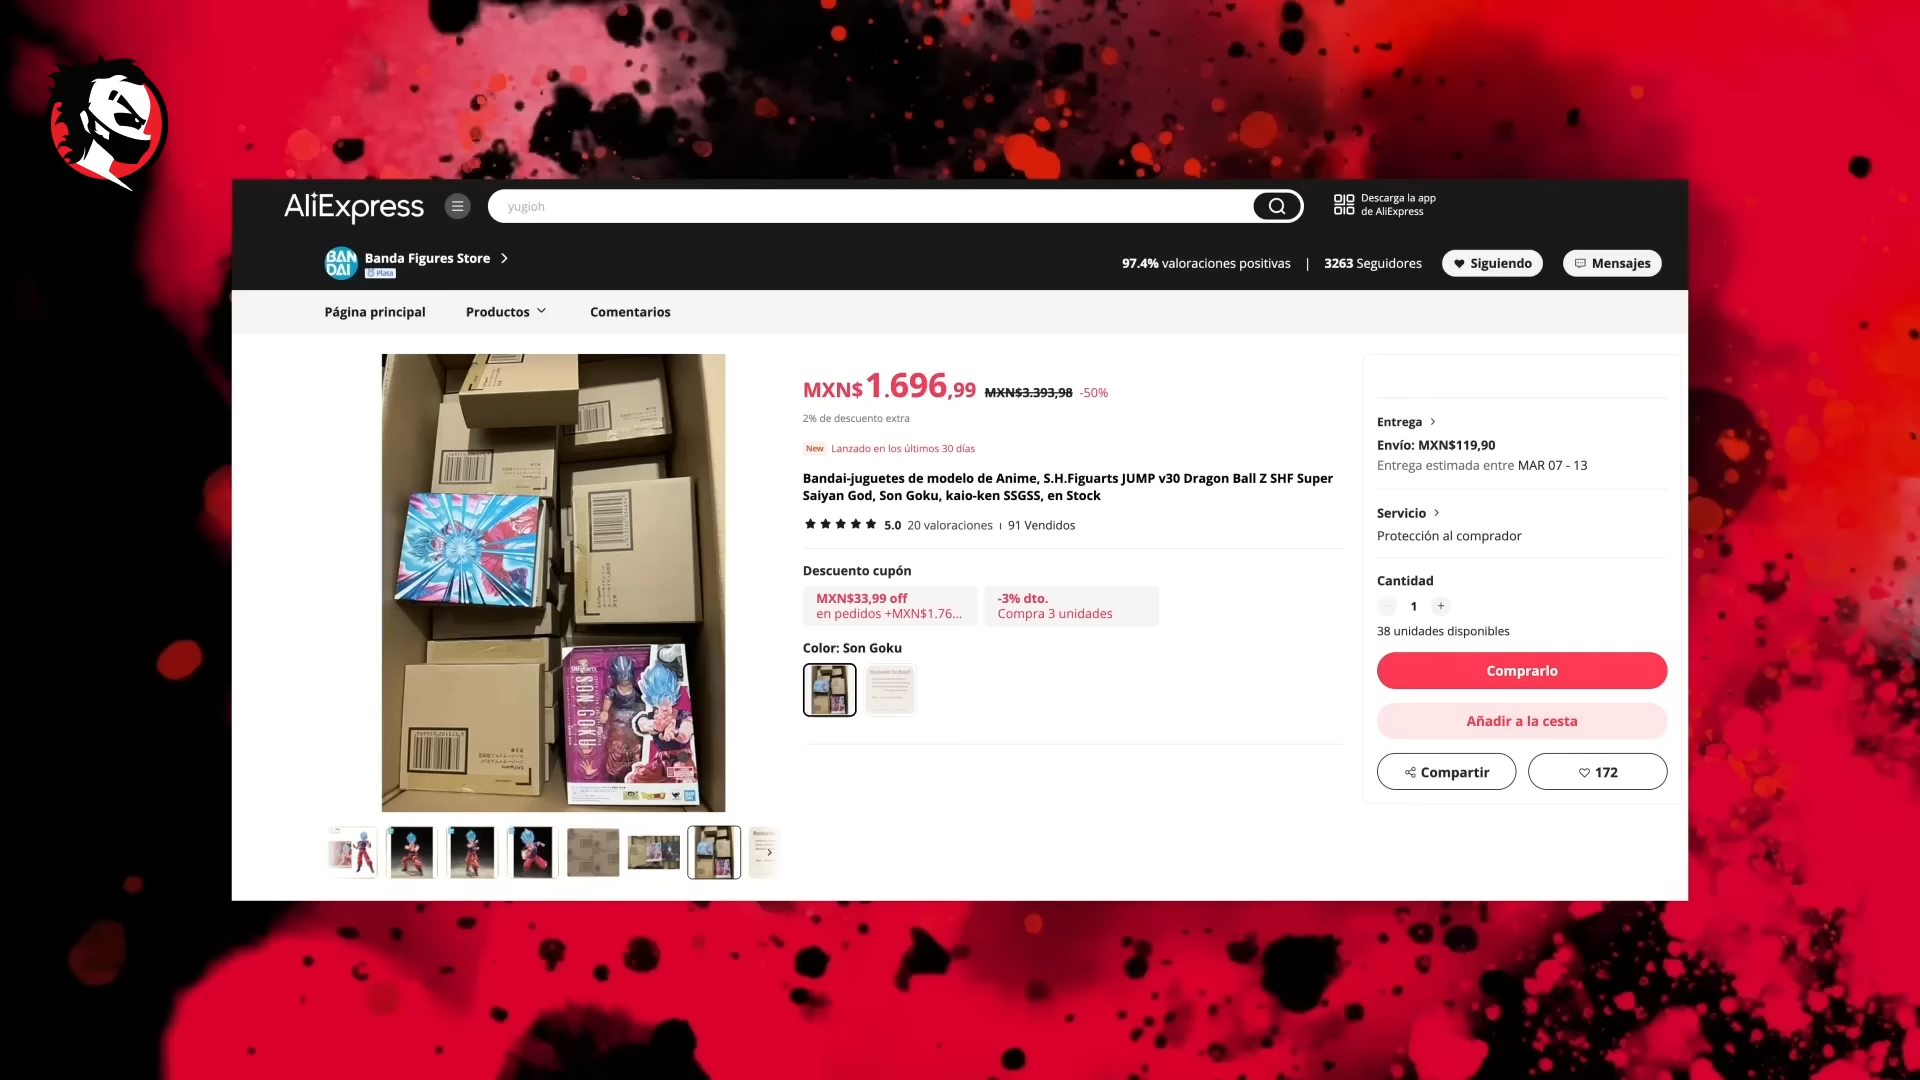 AliExpress
yugioh
Descarga la app
de AliExpress
BAN
DAI
Banda Figures Store
Plata
97.4% valoraciones positivas | 3263 Seguidores
Siguiendo
Mensajes
Página principal
Productos
Comentarios
MXN$1.696,99 MXN$3.393,98 -50%
2% de descuento extra
New Lanzado en los últimos 30 días
Bandai-juguetes de modelo de Anime, S.H.Figuarts JUMP v30 Dragon Ball Z SHF Super
Saiyan God, Son Goku, kaio-ken SSGSS, en Stock
5.0 20 valoraciones | 91 Vendidos
Descuento cupón
MXN$33,99 off
en pedidos +MXN$1.76...
-3% dto.
Compra 3 unidades
Color: Son Goku
SON GOKU
Entrega
Envío: MXN$119,90
Entrega estimada entre MAR 07 - 13
Servicio
Protección al comprador
Cantidad
- 1 +
38 unidades disponibles
Comprarlo
Añadir a la cesta
Compartir
172